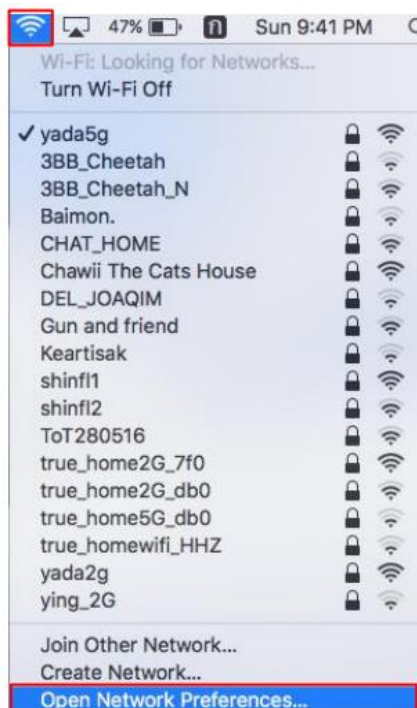 47% ก Sun 9:41 PM
Wi-Fi: Looking for Networks...
Turn Wi-Fi Off
✓ yada5g
3BB_Cheetah
3BB_Cheetah_N
Baimon.
CHAT_HOME
Chawii The Cats House
DEL_JOAQIM
Gun and friend
Keartisak
shinfl1
shinfl2
ToT280516
true_home2G_7f0
true_home2G_db0
true_home5G_db0
true_homewifi_HHZ
yada2g
ying_2G
Join Other Network...
Create Network...
Open Network Preferences...